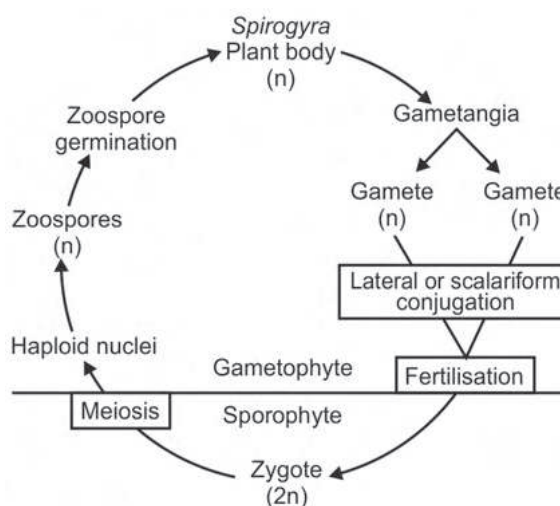 Spirogyra
Plant body
(n)
Gametangia
Gamete
(n)
Gamete
(n)
Lateral or scalariform
conjugation
Fertilisation
Gametophyte
Sporophyte
Zygote
(2n)
Meiosis
Haploid nuclei
Zoospores
(n)
Zoospore
germination